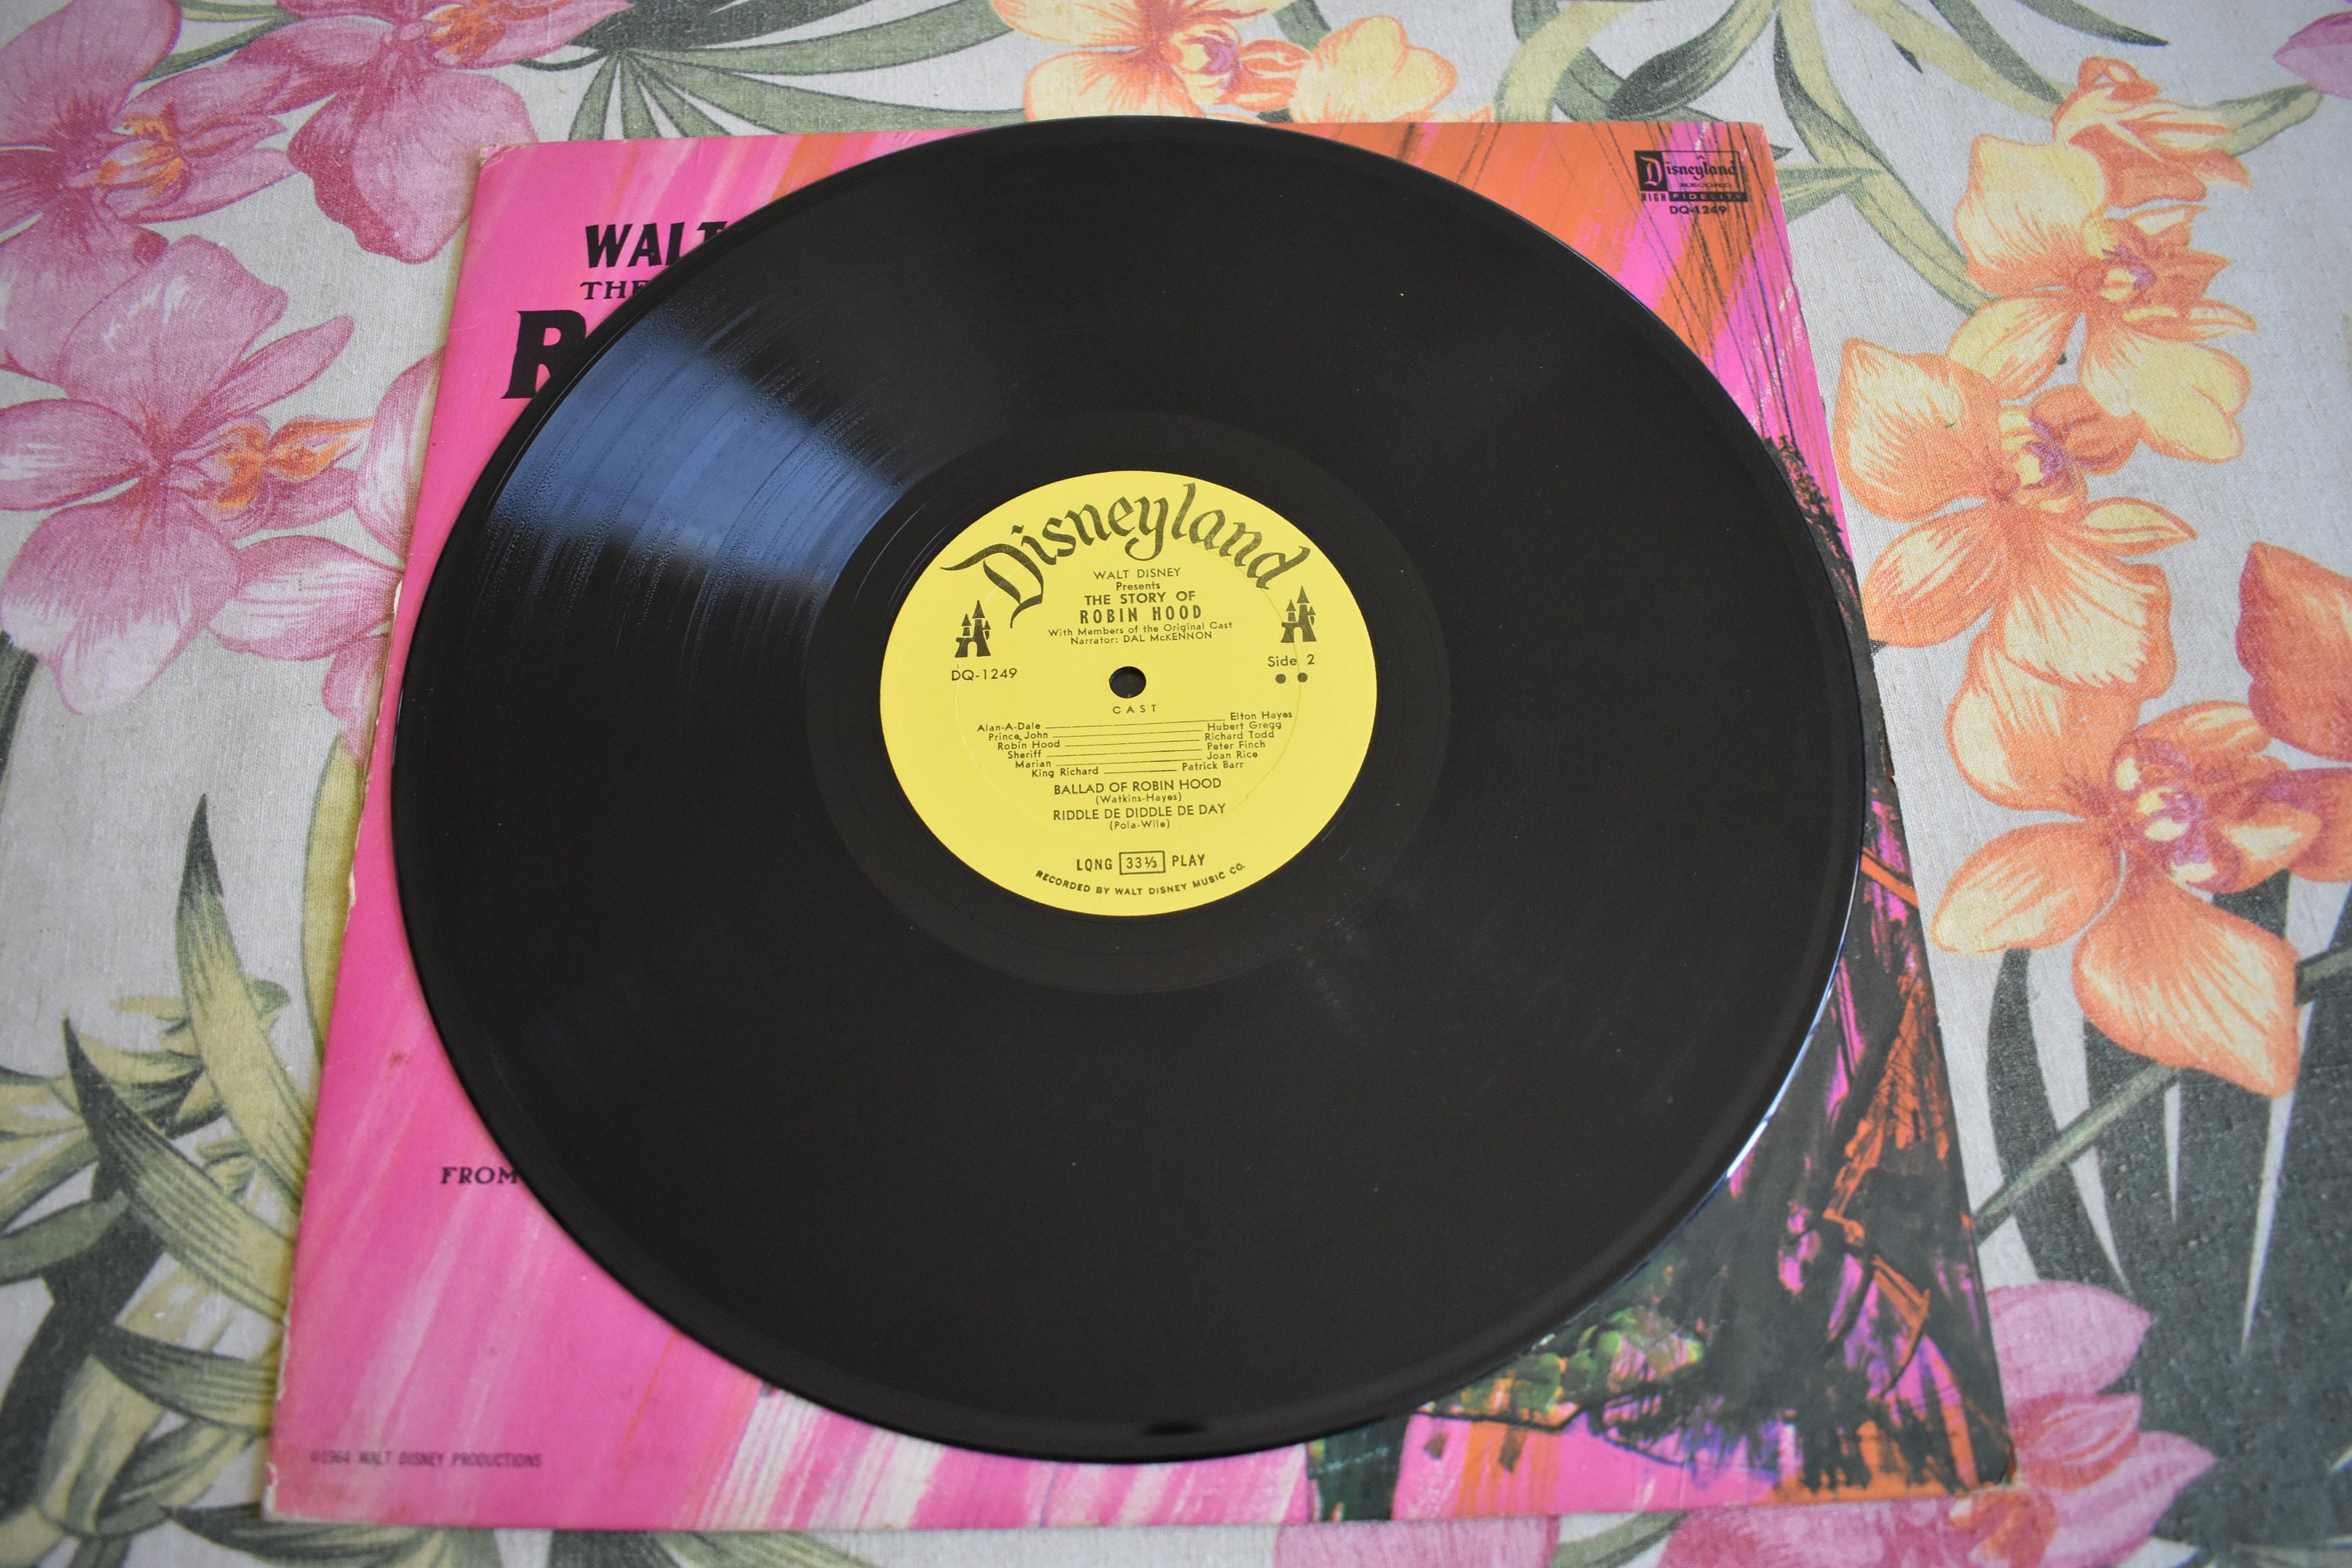 WALT
THE
R
Disneyland
RECORD
HIGH FIDELITY
DQ-1249
Disneyland
WALT DISNEY
Presents
THE STORY OF
ROBIN HOOD
With Members of the Original Cast
Narrator: DAL McKENNON
DQ-1249
Side 2
CAST
Alan-A-Dale Elton Hayes
Prince John Hubert Gregg
Robin Hood Richard Todd
Sheriff Peter Finch
Marian Joan Rice
King Richard Patrick Barr
BALLAD OF ROBIN HOOD
(Watkins-Hayes)
RIDDLE DE DIDDLE DE DAY
(Pola-Wile)
LONG 33⅓ PLAY
RECORDED BY WALT DISNEY MUSIC CO.
FROM
©1964 WALT DISNEY PRODUCTIONS